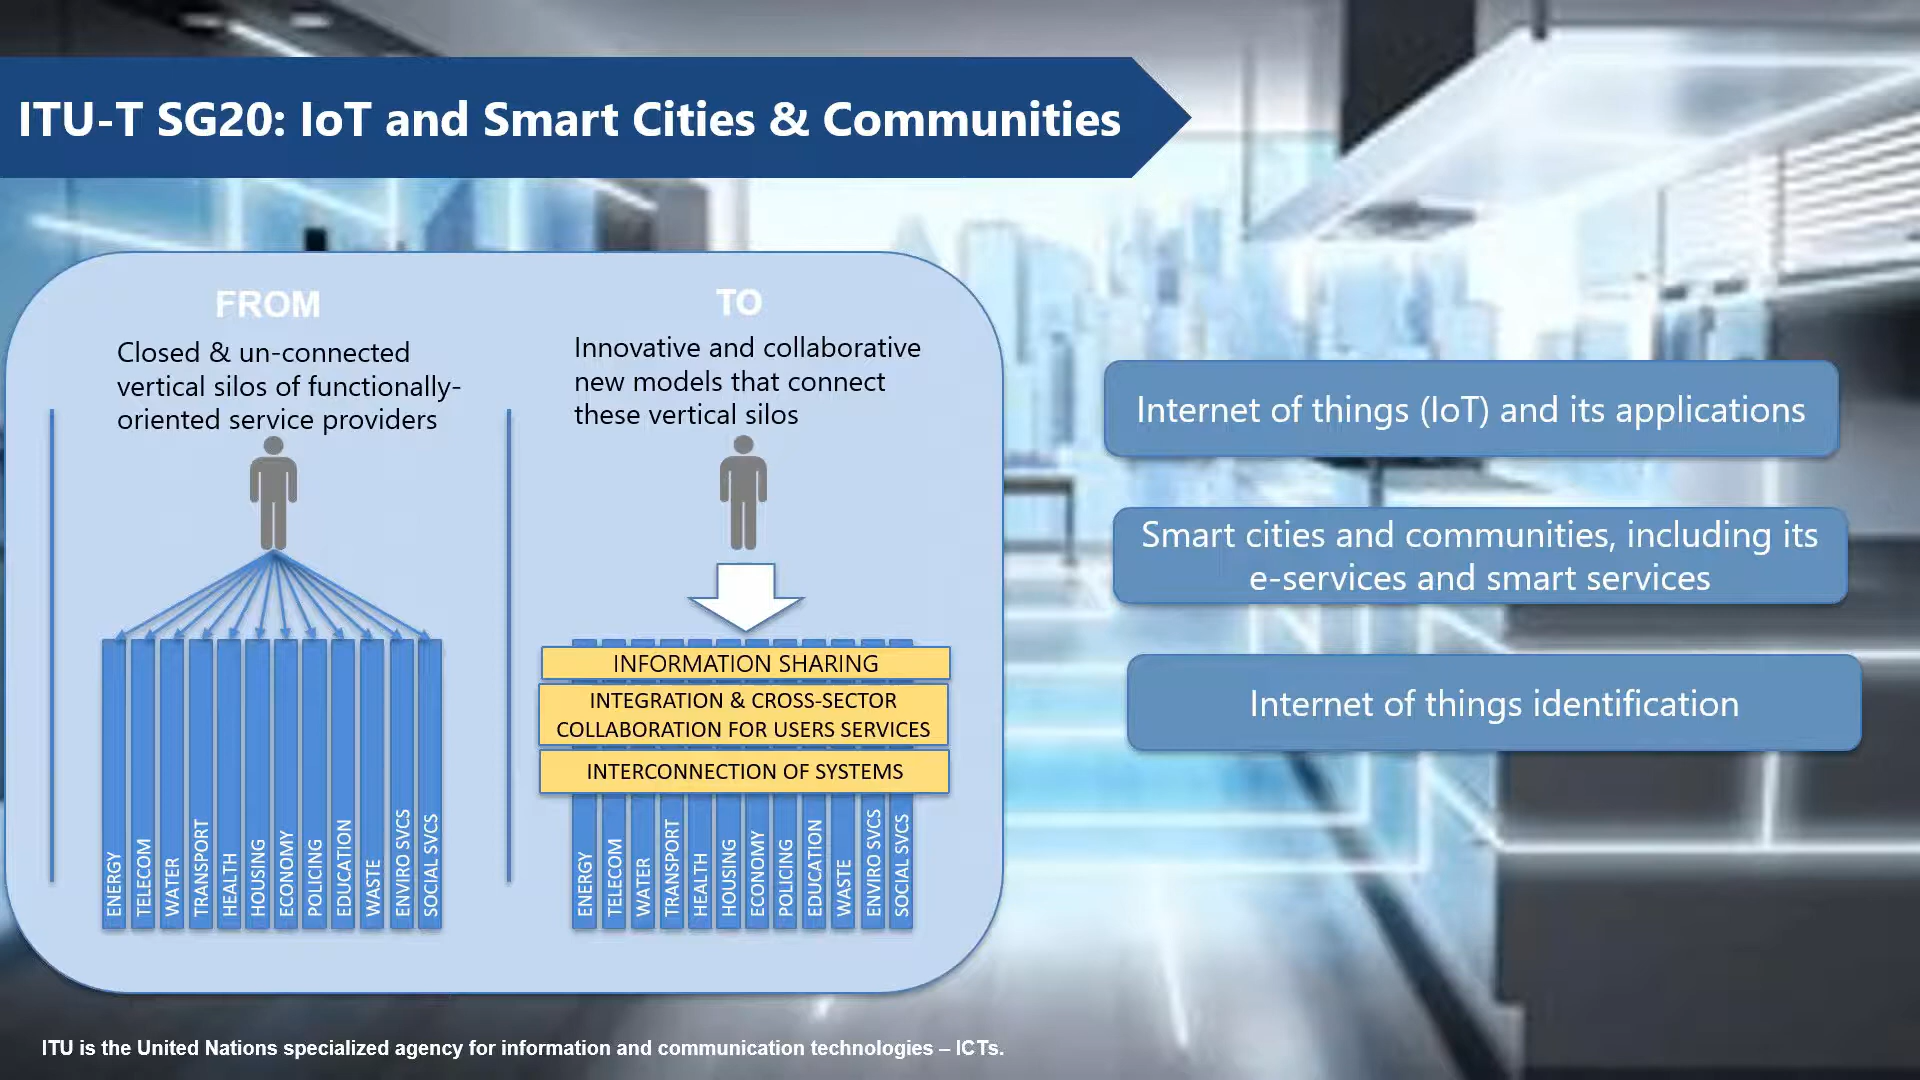 ITU-T SG20: IoT and Smart Cities & Communities
FROM
Closed & un-connected
vertical silos of functionally-
oriented service providers
ENERGY
TELECOM
WATER
TRANSPORT
HEALTH
HOUSING
ECONOMY
POLICING
EDUCATION
WASTE
ENVIRO SVCS
SOCIAL SVCS
TO
Innovative and collaborative
new models that connect
these vertical silos
INFORMATION SHARING
INTEGRATION & CROSS-SECTOR
COLLABORATION FOR USERS SERVICES
INTERCONNECTION OF SYSTEMS
ENERGY
TELECOM
WATER
TRANSPORT
HEALTH
HOUSING
ECONOMY
POLICING
EDUCATION
WASTE
ENVIRO SVCS
SOCIAL SVCS
Internet of things (IoT) and its applications
Smart cities and communities, including its
e-services and smart services
Internet of things identification
ITU is the United Nations specialized agency for information and communication technologies – ICTs.